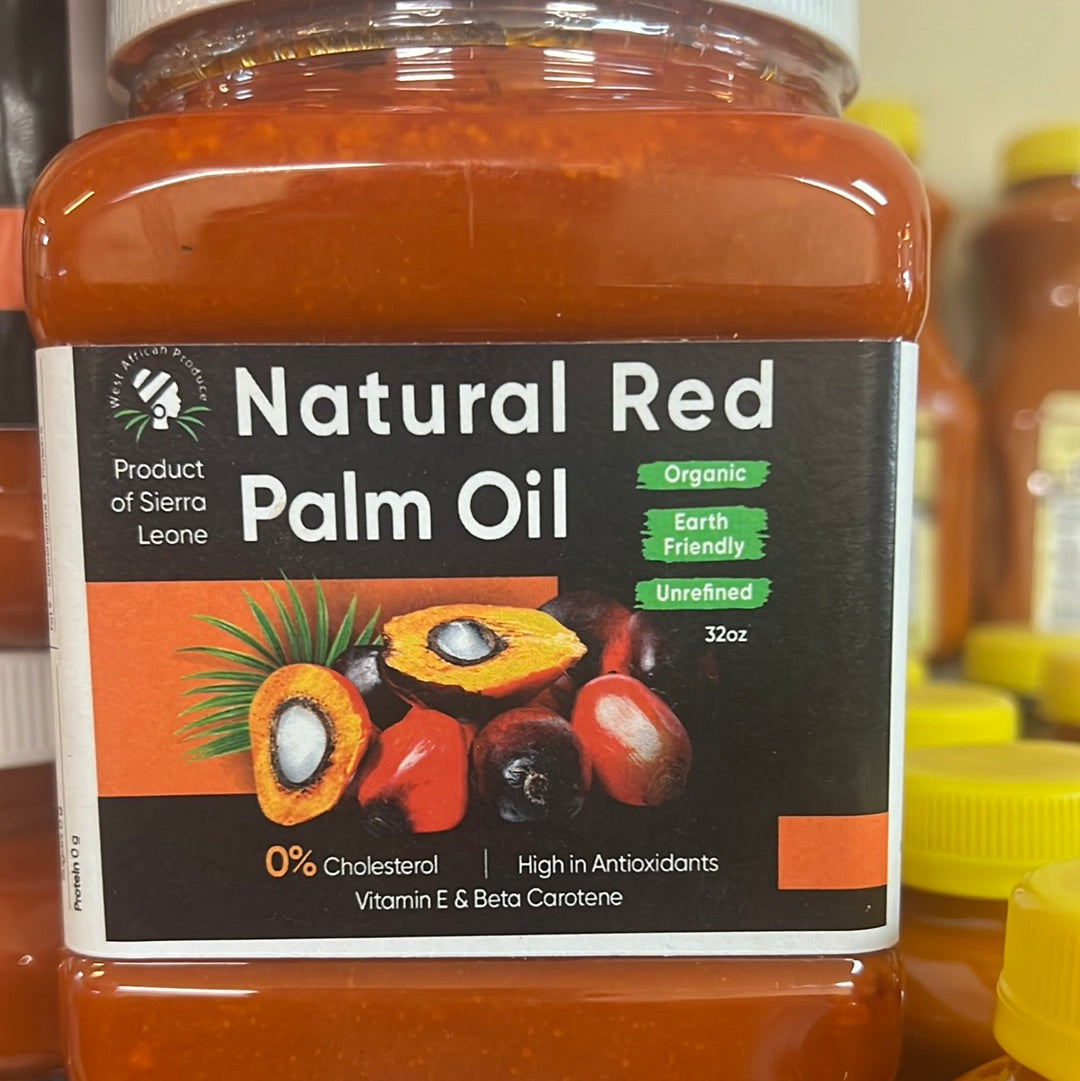 West African Produce
Product
of Sierra
Leone
Natural Red
Palm Oil
Organic
Earth
Friendly
Unrefined
32oz
0% Cholesterol | High in Antioxidants
Vitamin E & Beta Carotene
Protein 0 g